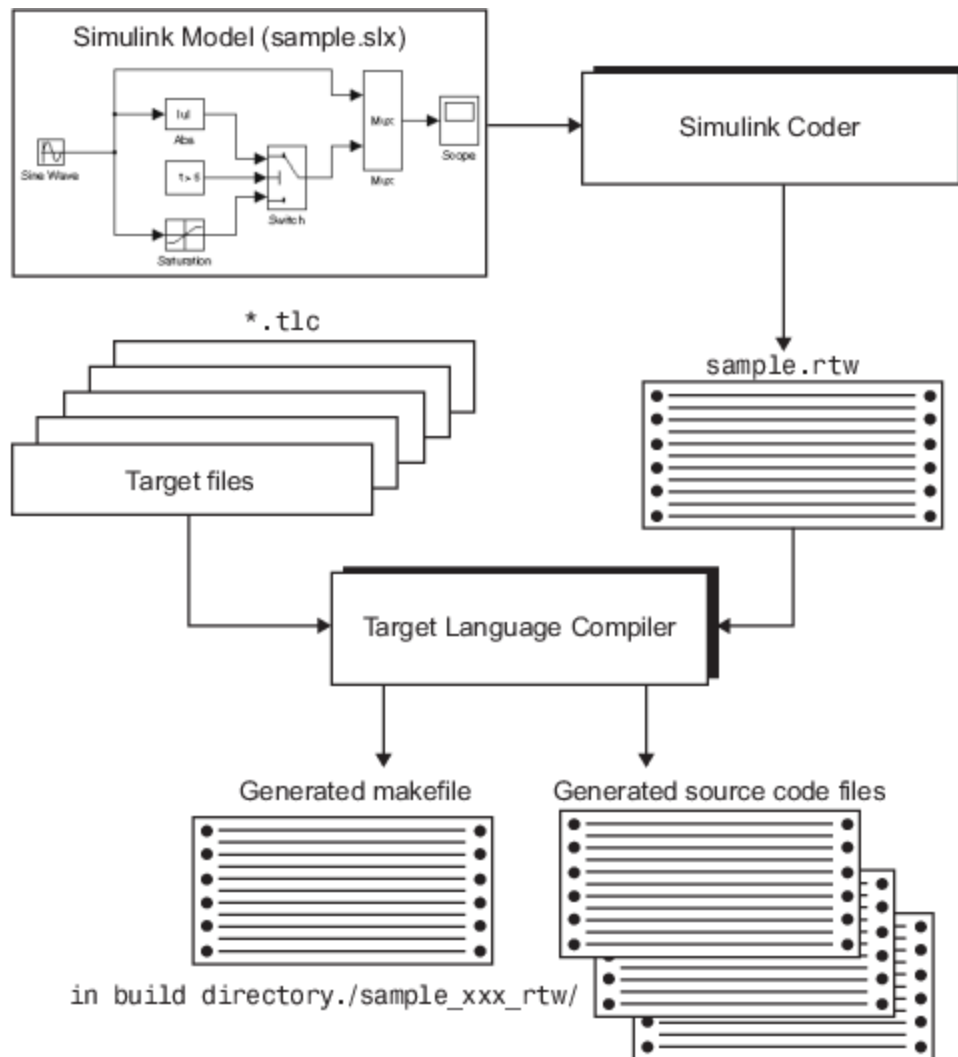 Simulink Model (sample.slx)
|u|
Abs
Sine Wave
t > 5
Switch
Saturation
Mux
Mux
Scope
Simulink Coder
*.tlc
Target files
sample.rtw
Target Language Compiler
Generated makefile
Generated source code files
in build directory./sample_xxx_rtw/